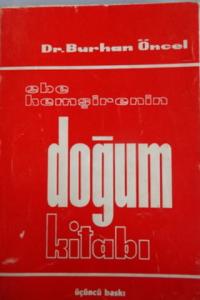 Dr.Burhan Öncel
ebe
hemşirenin
doğum
kitabı
üçüncü baskı